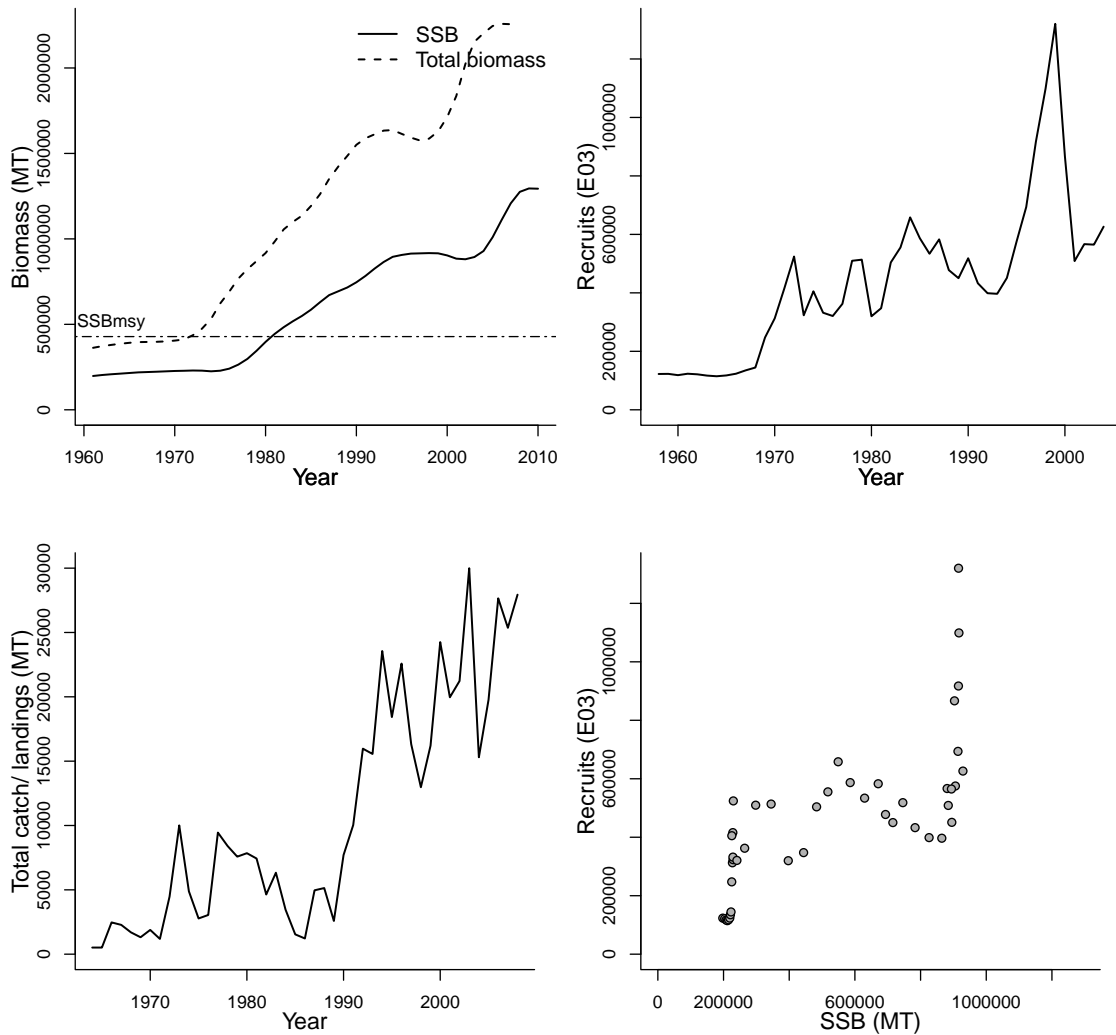 SSB
Total biomass
SSBmsy
Biomass (MT)
0
500000
1000000
1500000
2000000
1960 1970 1980 1990 2000 2010
Year
Recruits (E03)
0
200000
600000
1000000
1960 1970 1980 1990 2000
Year
Total catch/ landings (MT)
0
5000
10000
15000
20000
25000
30000
1970 1980 1990 2000
Year
Recruits (E03)
0
200000
600000
1000000
0 200000 600000 1000000
SSB (MT)